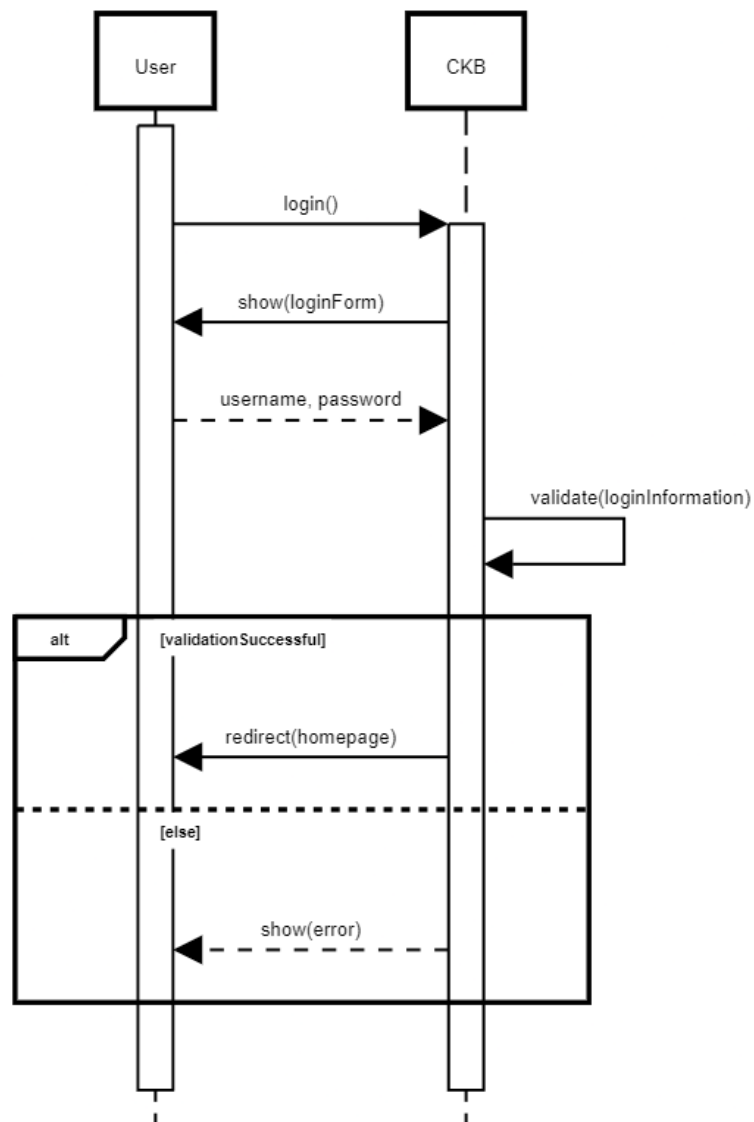 User
CKB
login()
show(loginForm)
username, password
validate(loginInformation)
alt
[validationSuccessful]
redirect(homepage)
[else]
show(error)